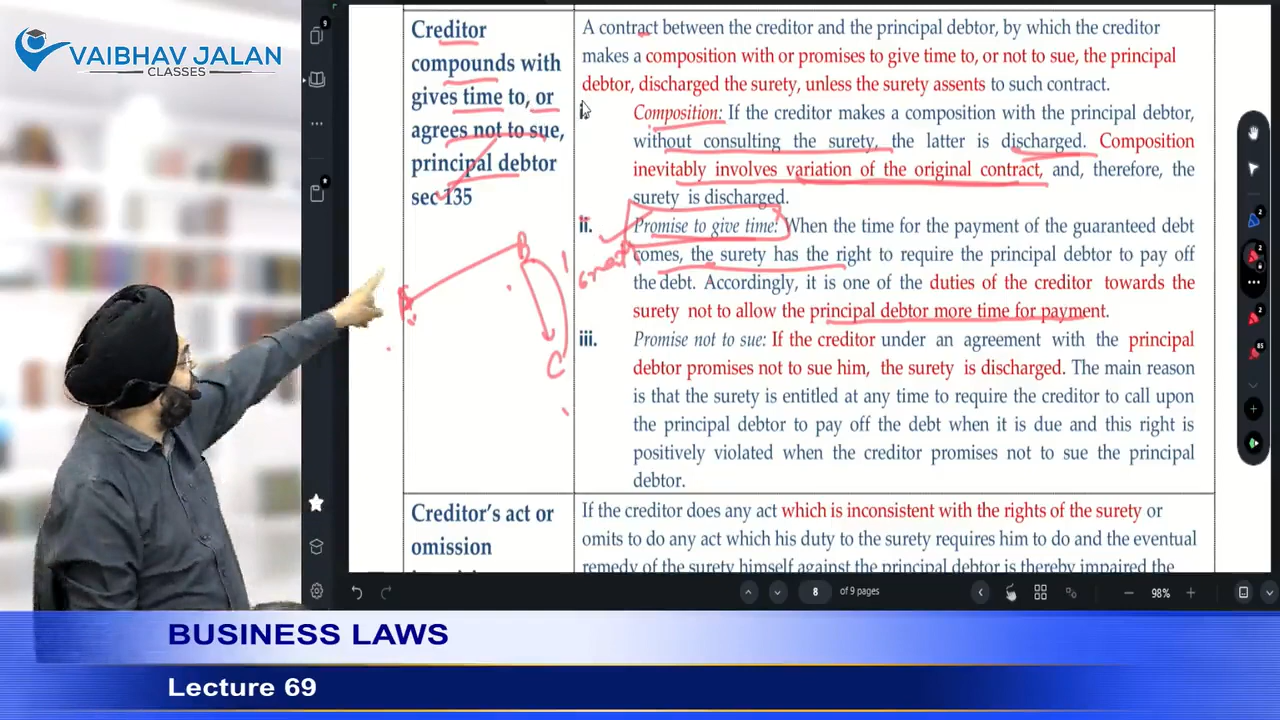 VAIBHAV JALAN
CLASSES
Creditor
compounds with
gives time to, or
agrees not to sue,
principal debtor
sec 135
A contract between the creditor and the principal debtor, by which the creditor
makes a composition with or promises to give time to, or not to sue, the principal
debtor, discharged the surety, unless the surety assents to such contract.
i. Composition: If the creditor makes a composition with the principal debtor,
without consulting the surety, the latter is discharged. Composition
inevitably involves variation of the original contract, and, therefore, the
surety is discharged.
ii. Promise to give time: When the time for the payment of the guaranteed debt
comes, the surety has the right to require the principal debtor to pay off
the debt. Accordingly, it is one of the duties of the creditor towards the
surety not to allow the principal debtor more time for payment.
iii. Promise not to sue: If the creditor under an agreement with the principal
debtor promises not to sue him, the surety is discharged. The main reason
is that the surety is entitled at any time to require the creditor to call upon
the principal debtor to pay off the debt when it is due and this right is
positively violated when the creditor promises not to sue the principal
debtor.
A
B
C
Creditor's act or
omission
If the creditor does any act which is inconsistent with the rights of the surety or
omits to do any act which his duty to the surety requires him to do and the eventual
remedy of the surety himself against the principal debtor is thereby impaired the
8 of 9 pages
98%
BUSINESS LAWS
Lecture 69